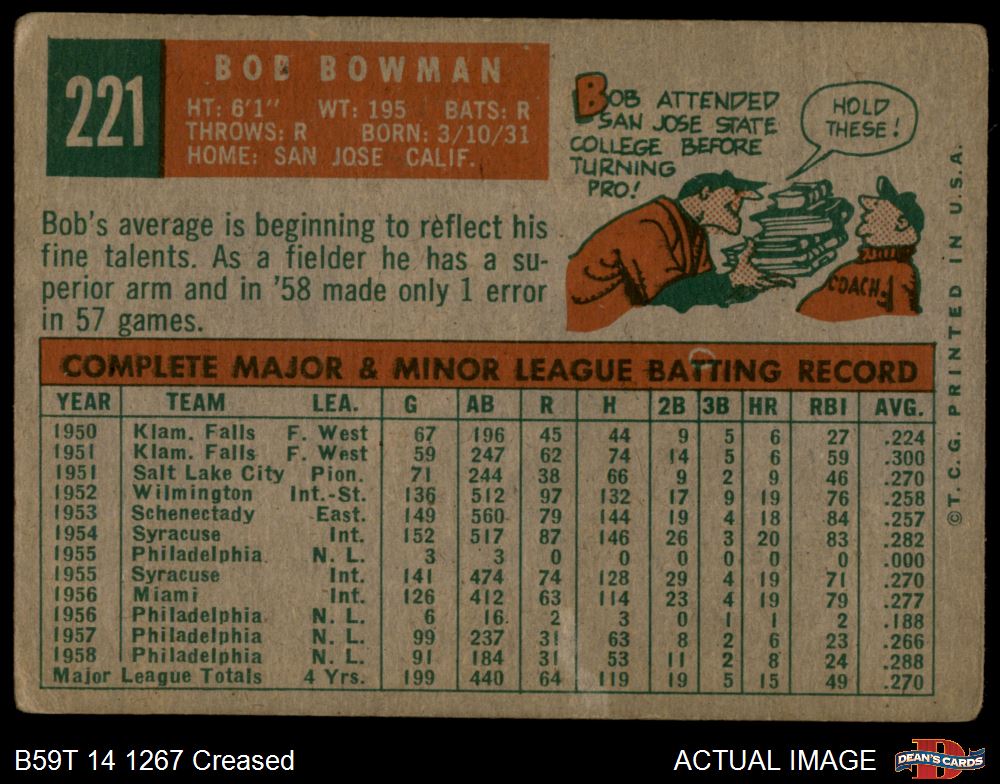 221
BOB BOWMAN
HT: 6'1" WT: 195 BATS: R
THROWS: R BORN: 3/10/31
HOME: SAN JOSE CALIF.
BOB ATTENDED
SAN JOSE STATE
COLLEGE BEFORE
TURNING
PRO!
HOLD
THESE!
COACH
Bob's average is beginning to reflect his
fine talents. As a fielder he has a su-
perior arm and in '58 made only 1 error
in 57 games.
COMPLETE MAJOR & MINOR LEAGUE BATTING RECORD
YEAR TEAM LEA. G AB R H 2B 3B HR RBI AVG.
1950 Klam. Falls F. West 67 196 45 44 9 5 6 27 .224
1951 Klam. Falls F. West 59 247 62 74 14 5 6 59 .300
1951 Salt Lake City Pion. 71 244 38 66 9 2 9 46 .270
1952 Wilmington Int.-St. 136 512 97 132 17 9 19 76 .258
1953 Schenectady East. 149 560 79 144 19 4 18 84 .257
1954 Syracuse Int. 152 517 87 146 26 3 20 83 .282
1955 Philadelphia N. L. 3 3 0 0 0 0 0 0 .000
1955 Syracuse Int. 141 474 74 128 29 4 19 71 .270
1956 Miami Int. 126 412 63 114 23 4 19 79 .277
1956 Philadelphia N. L. 6 16 2 3 0 1 1 2 .188
1957 Philadelphia N. L. 99 237 31 63 8 2 6 23 .266
1958 Philadelphia N. L. 91 184 31 53 11 2 8 24 .288
Major League Totals 4 Yrs. 199 440 64 119 19 5 15 49 .270
©T.C.G. PRINTED IN U.S.A.
B59T 14 1267 Creased
ACTUAL IMAGE
DEAN'S CARDS